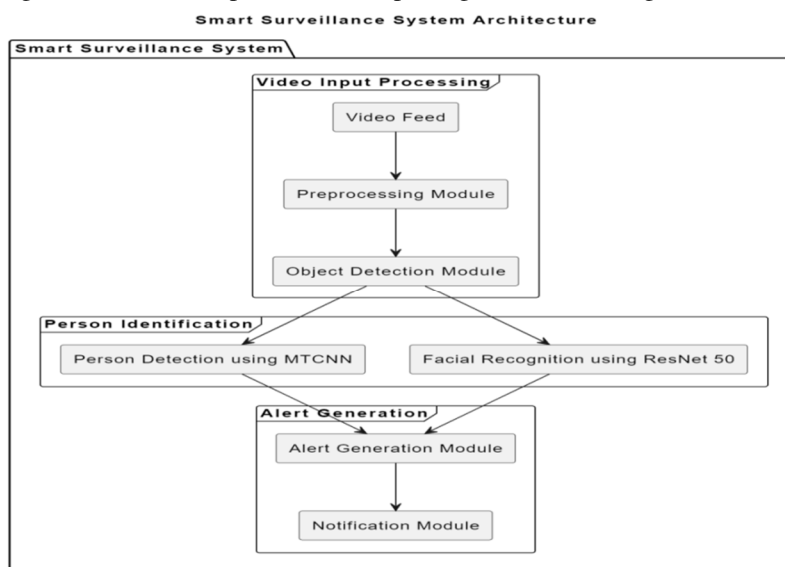 Smart Surveillance System Architecture
Smart Surveillance System
Video Input Processing
Video Feed
Preprocessing Module
Object Detection Module
Person Identification
Person Detection using MTCNN
Facial Recognition using ResNet 50
Alert Generation
Alert Generation Module
Notification Module